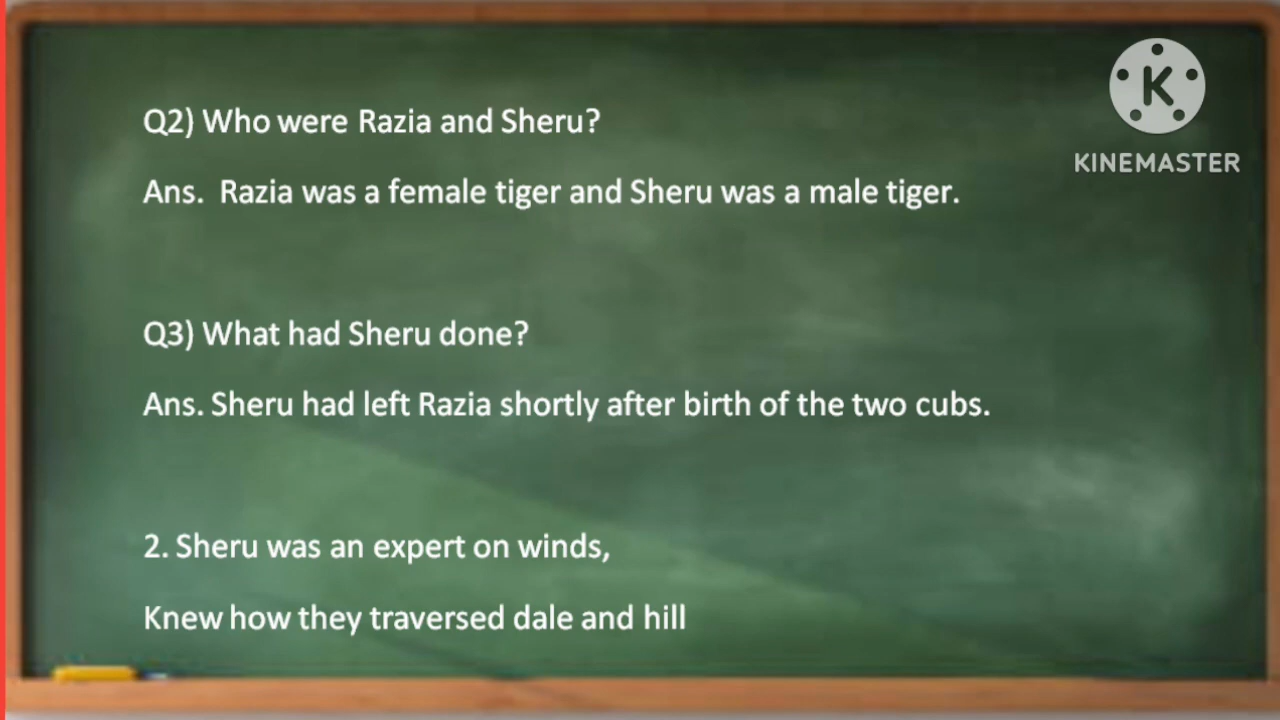 K
KINEMASTER
Q2) Who were Razia and Sheru?
Ans. Razia was a female tiger and Sheru was a male tiger.
Q3) What had Sheru done?
Ans. Sheru had left Razia shortly after birth of the two cubs.
2. Sheru was an expert on winds,
Knew how they traversed dale and hill